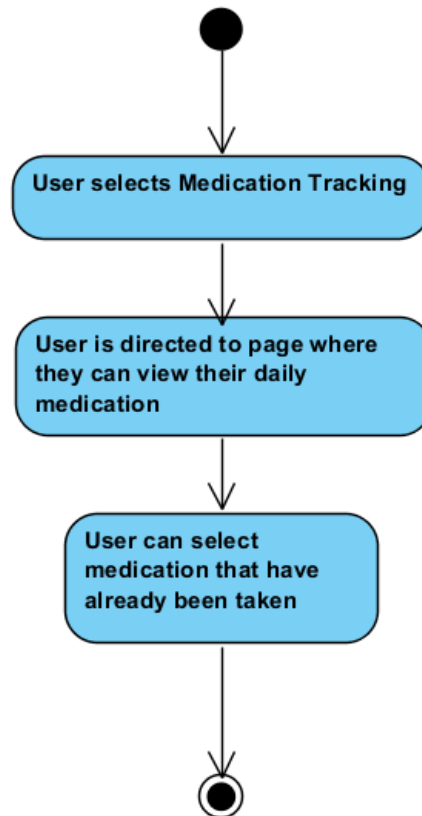 User selects Medication Tracking
User is directed to page where
they can view their daily
medication
User can select
medication that have
already been taken